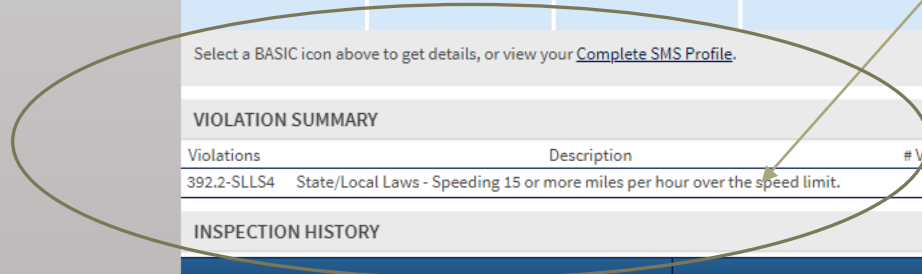 Select a BASIC icon above to get details, or view your Complete SMS Profile.
VIOLATION SUMMARY
Violations Description # V
392.2-SLLS4 State/Local Laws - Speeding 15 or more miles per hour over the speed limit.
INSPECTION HISTORY